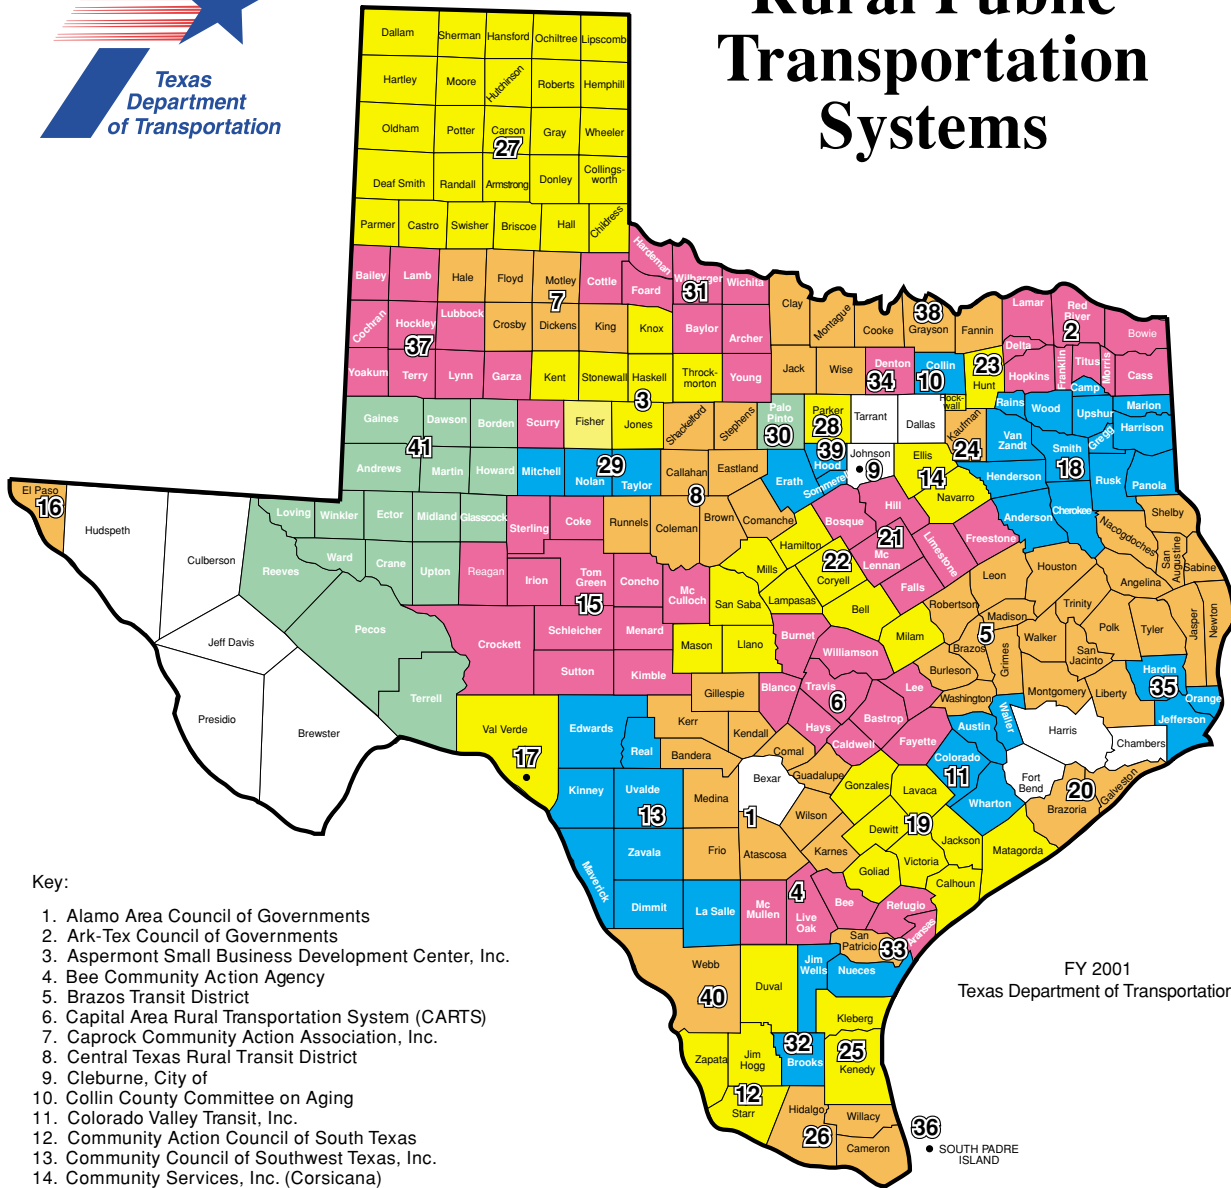 Rural Public
Transportation
Systems
Texas
Department
of Transportation
Dallam Sherman Hansford Ochiltree Lipscomb
Hartley Moore Hutchinson Roberts Hemphill
Oldham Potter Carson Gray Wheeler
27
Deaf Smith Randall Armstrong Donley Collings-
worth
Parmer Castro Swisher Briscoe Hall Childress
Hardeman
Bailey Lamb Hale Floyd Motley Cottle Foard Wilbarger Wichita
7 31
Clay Montague Cooke Grayson Fannin Lamar Red
River Bowie
38 2
Cochran Hockley Lubbock Crosby Dickens King Knox Baylor Archer
37
Delta Franklin Titus Morris Cass
Yoakum Terry Lynn Garza Kent Stonewall Haskell Throck-
morton Young Jack Wise Denton Collin Hunt Hopkins Camp
3 34 10 23
Gaines Dawson Borden Scurry Fisher Jones Shackelford Stephens Palo
Pinto Parker Tarrant Dallas Rock-
wall Kaufman Rains Wood Upshur Marion
41 30 28 24
Harrison
Andrews Martin Howard Mitchell Nolan Taylor Callahan Eastland Erath Hood Sommerell Johnson Ellis Van
Zandt Smith Gregg
29 8 39 9 14 18
Navarro Henderson Rusk Panola
El Paso
16
Hudspeth Culberson Loving Winkler Ector Midland Glasscock Sterling Coke Runnels Coleman Brown Comanche Bosque Hill Anderson Cherokee Shelby
Nacogdoches San
Augustine Sabine
Reeves Ward Crane Upton Reagan Irion Tom
Green Concho Mc
Culloch Mills Hamilton Coryell Mc
Lennan Limestone Freestone
15 22 21
San Saba Lampasas Bell Falls Leon Houston Angelina
Robertson Madison Trinity Polk Tyler Jasper Newton
5
Jeff Davis Pecos Crockett Schleicher Menard Mason Llano Burnet Williamson Milam Brazos Grimes Walker San
Jacinto
Terrell Sutton Kimble Gillespie Blanco Travis Lee Burleson Washington Montgomery Liberty Hardin
6 35
Orange
Presidio Brewster Val Verde Edwards Real Kerr Kendall Hays Bastrop Fayette Austin Waller Harris Jefferson
17
Chambers
Bandera Comal Caldwell Colorado
11
Kinney Uvalde Medina Bexar Guadalupe Gonzales Lavaca Wharton Fort
Bend Brazoria Galveston
13 1 20
Wilson
Zavala Frio Atascosa Karnes Dewitt Jackson Matagorda
19
Maverick Goliad Victoria Calhoun
Dimmit La Salle Mc
Mullen Live
Oak Bee Refugio Aransas
4
San
Patricio
33
Webb Duval Jim
Wells Nueces
40
Kleberg
Zapata Jim
Hogg Brooks Kenedy
32 25
12
Starr Hidalgo Willacy
26
Cameron
36
SOUTH PADRE
ISLAND
FY 2001
Texas Department of Transportation
Key:
1. Alamo Area Council of Governments
2. Ark-Tex Council of Governments
3. Aspermont Small Business Development Center, Inc.
4. Bee Community Action Agency
5. Brazos Transit District
6. Capital Area Rural Transportation System (CARTS)
7. Caprock Community Action Association, Inc.
8. Central Texas Rural Transit District
9. Cleburne, City of
10. Collin County Committee on Aging
11. Colorado Valley Transit, Inc.
12. Community Action Council of South Texas
13. Community Council of Southwest Texas, Inc.
14. Community Services, Inc. (Corsicana)